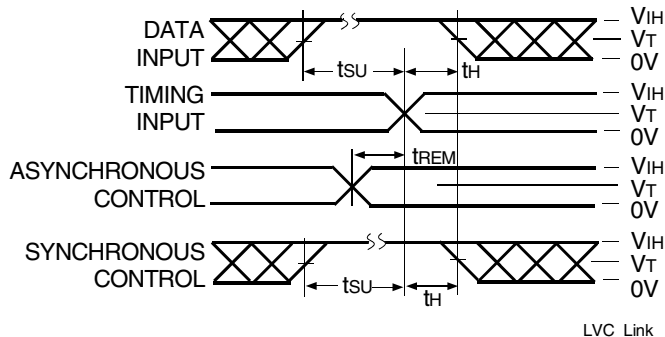 DATA
INPUT
tSU
tH
VIH
VT
0V
TIMING
INPUT
VIH
VT
0V
ASYNCHRONOUS
CONTROL
tREM
VIH
VT
0V
SYNCHRONOUS
CONTROL
tSU
tH
VIH
VT
0V
LVC Link